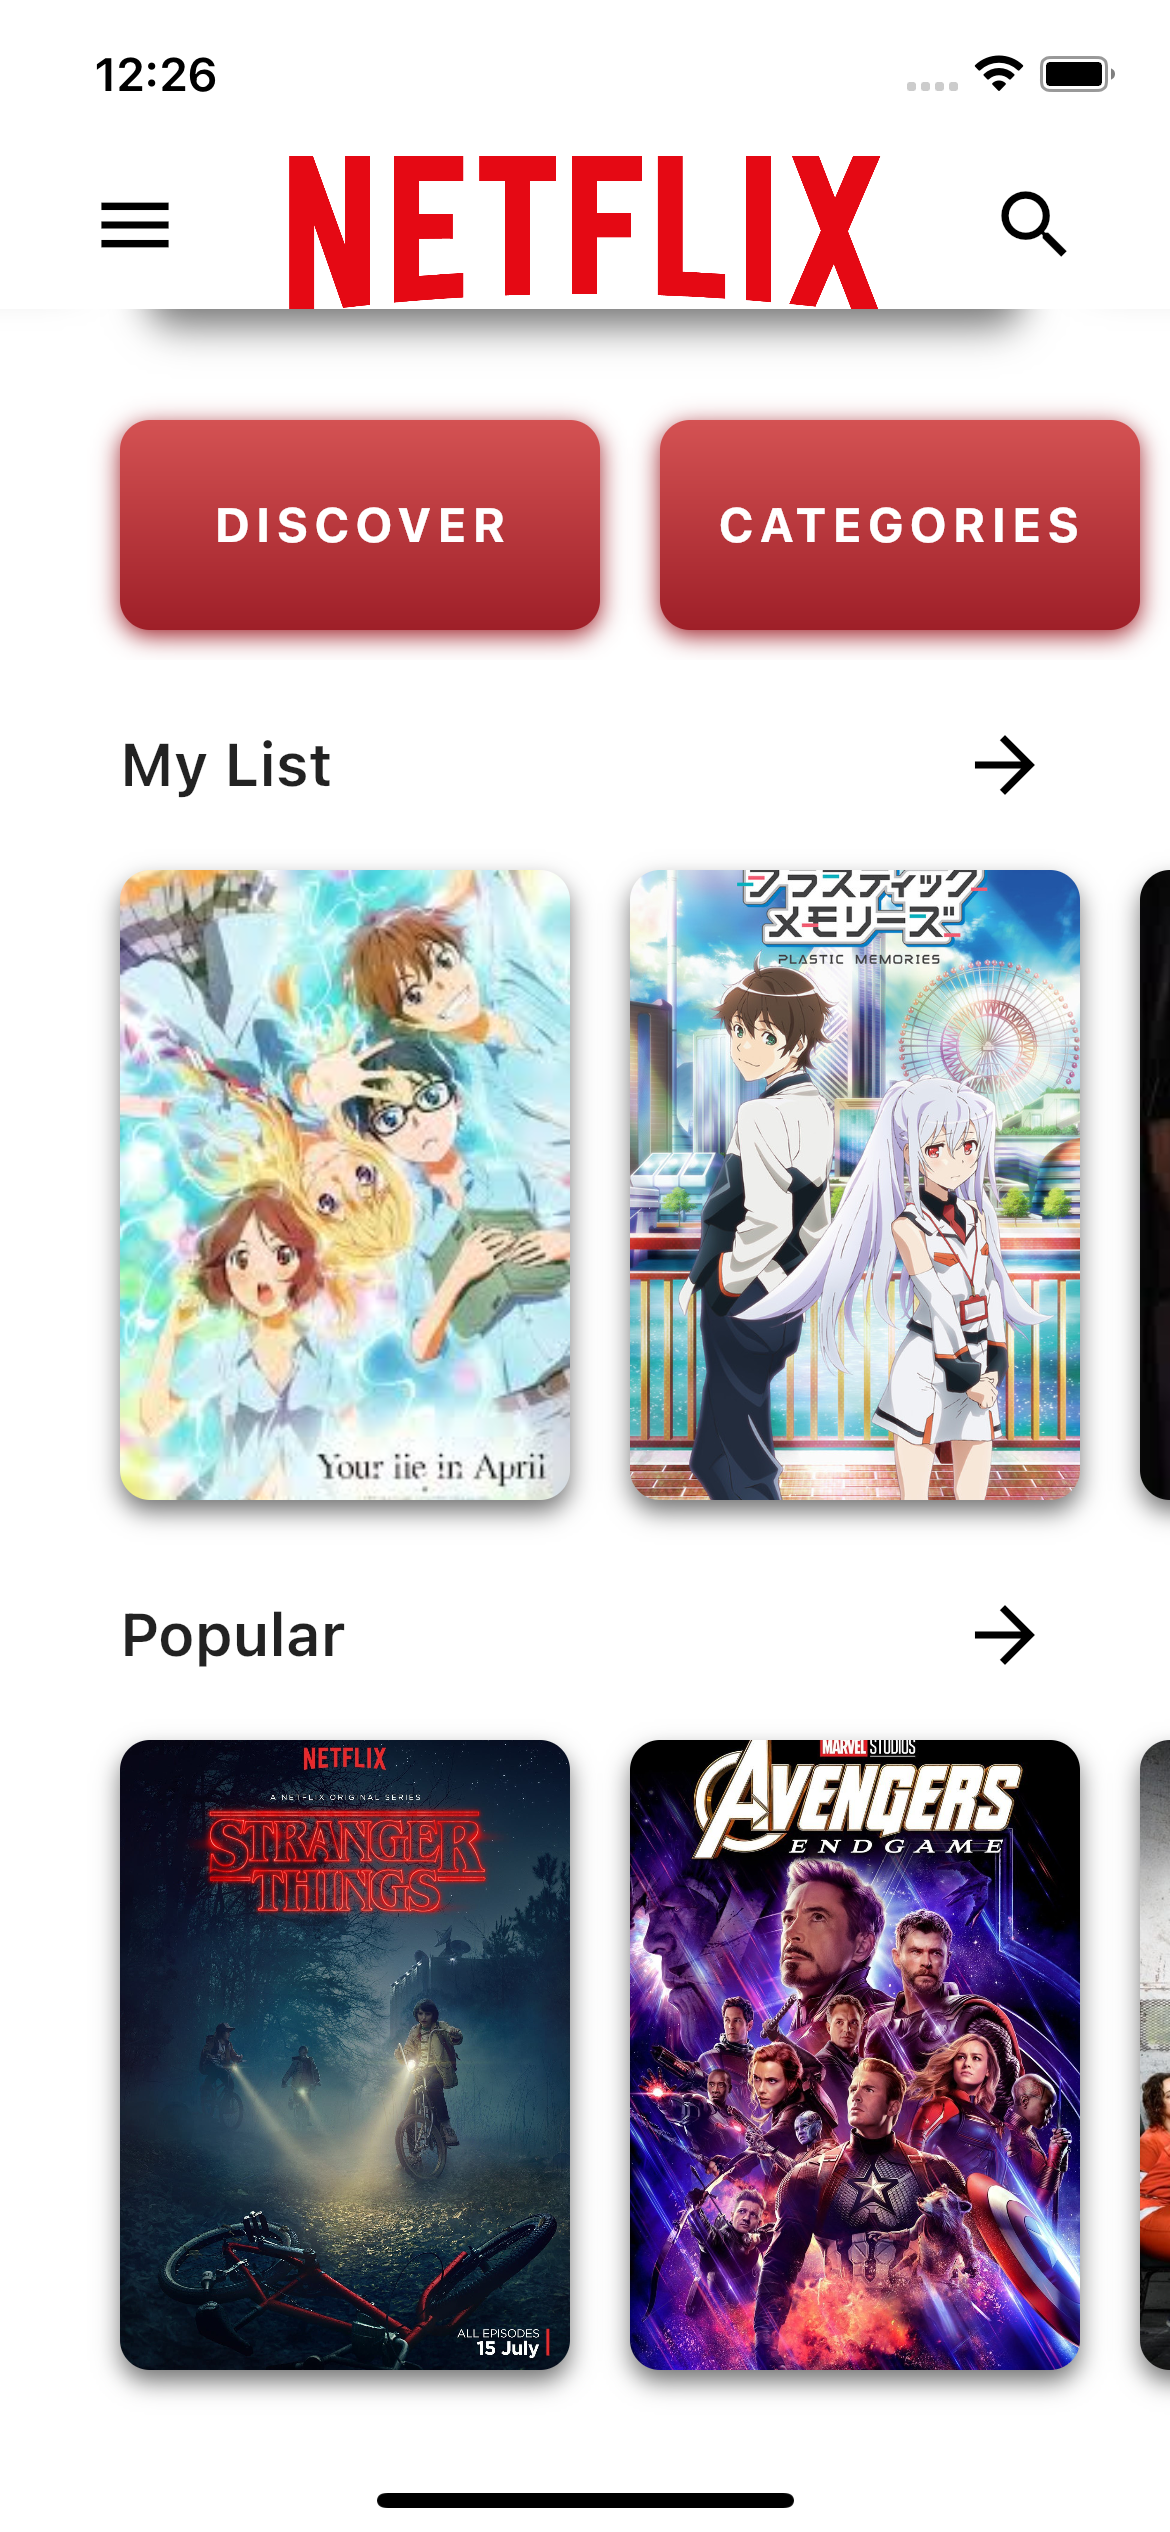 12:26
NETFLIX
DISCOVER
CATEGORIES
My List
プラスティック
メモリーズ
PLASTIC MEMORIES
Your lie in April
Popular
NETFLIX
A NETFLIX ORIGINAL SERIES
STRANGER
THINGS
ALL EPISODES
15 July
MARVEL STUDIOS
AVENGERS
ENDGAME